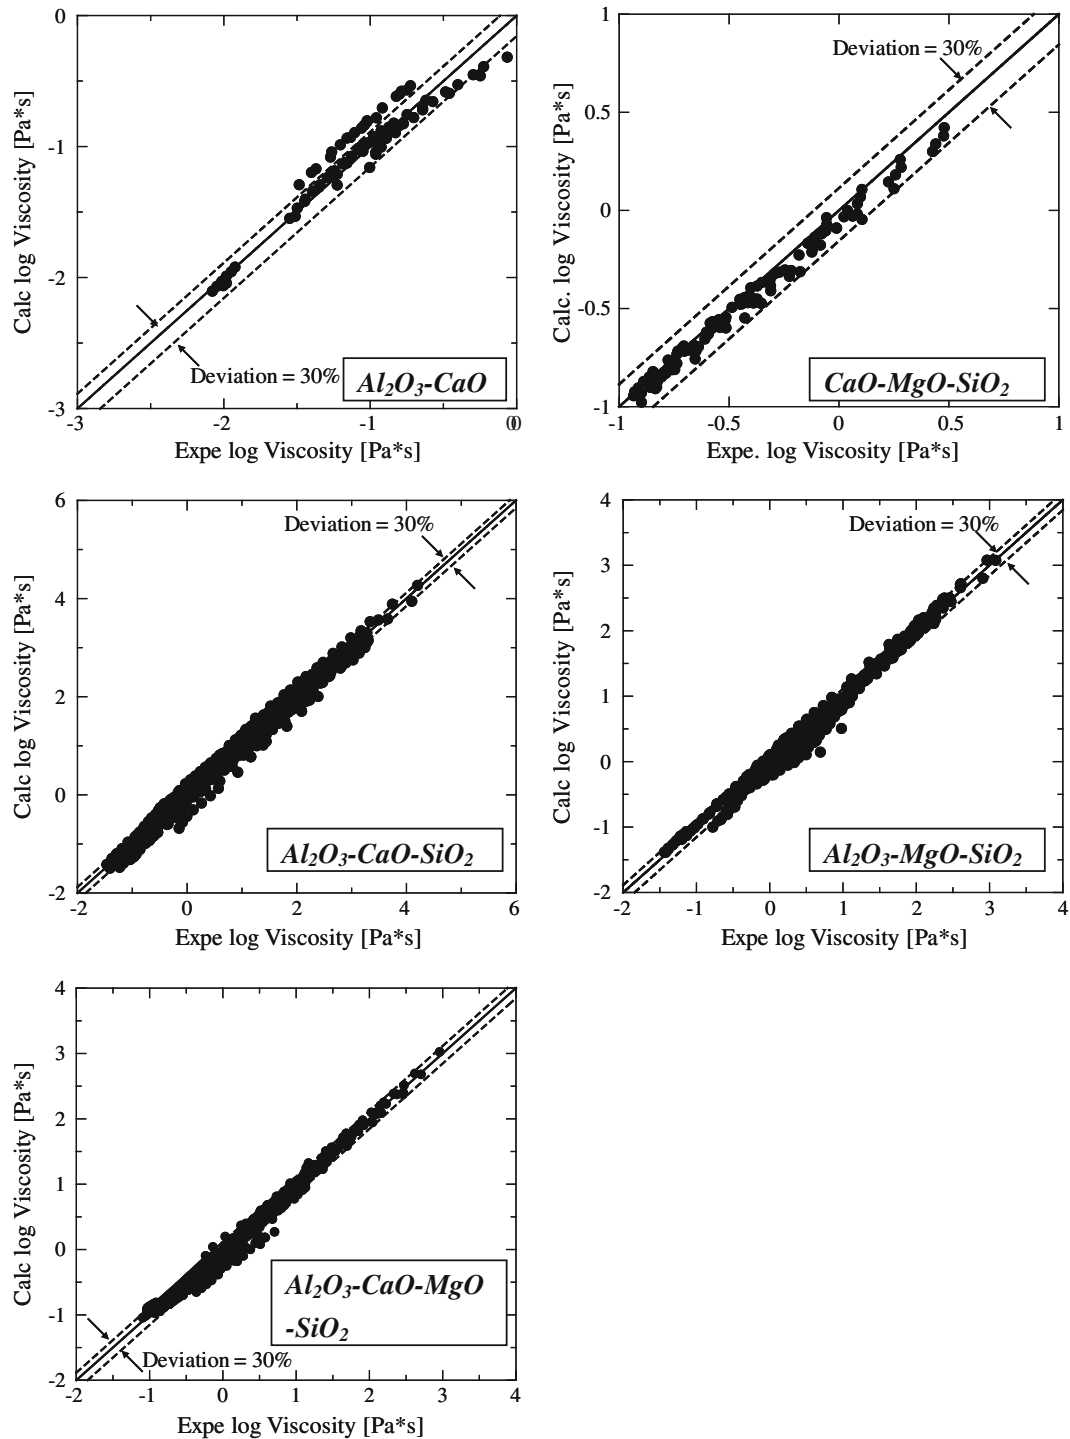 0
-1
-2
-3
Calc log Viscosity [Pa*s]
Deviation = 30%
Al₂O₃-CaO
-3
-2
-1
0
0
Expe log Viscosity [Pa*s]
1
0.5
0
-0.5
-1
Calc. log Viscosity [Pa*s]
Deviation = 30%
CaO-MgO-SiO₂
-1
-0.5
0
0.5
1
Expe. log Viscosity [Pa*s]
6
4
2
0
-2
Calc log Viscosity [Pa*s]
Deviation = 30%
Al₂O₃-CaO-SiO₂
-2
0
2
4
6
Expe log Viscosity [Pa*s]
4
3
2
1
0
-1
-2
Calc log Viscosity [Pa*s]
Deviation = 30%
Al₂O₃-MgO-SiO₂
-2
-1
0
1
2
3
4
Expe log Viscosity [Pa*s]
4
3
2
1
0
-1
-2
Calc log Viscosity [Pa*s]
Al₂O₃-CaO-MgO
-SiO₂
Deviation = 30%
-2
-1
0
1
2
3
4
Expe log Viscosity [Pa*s]